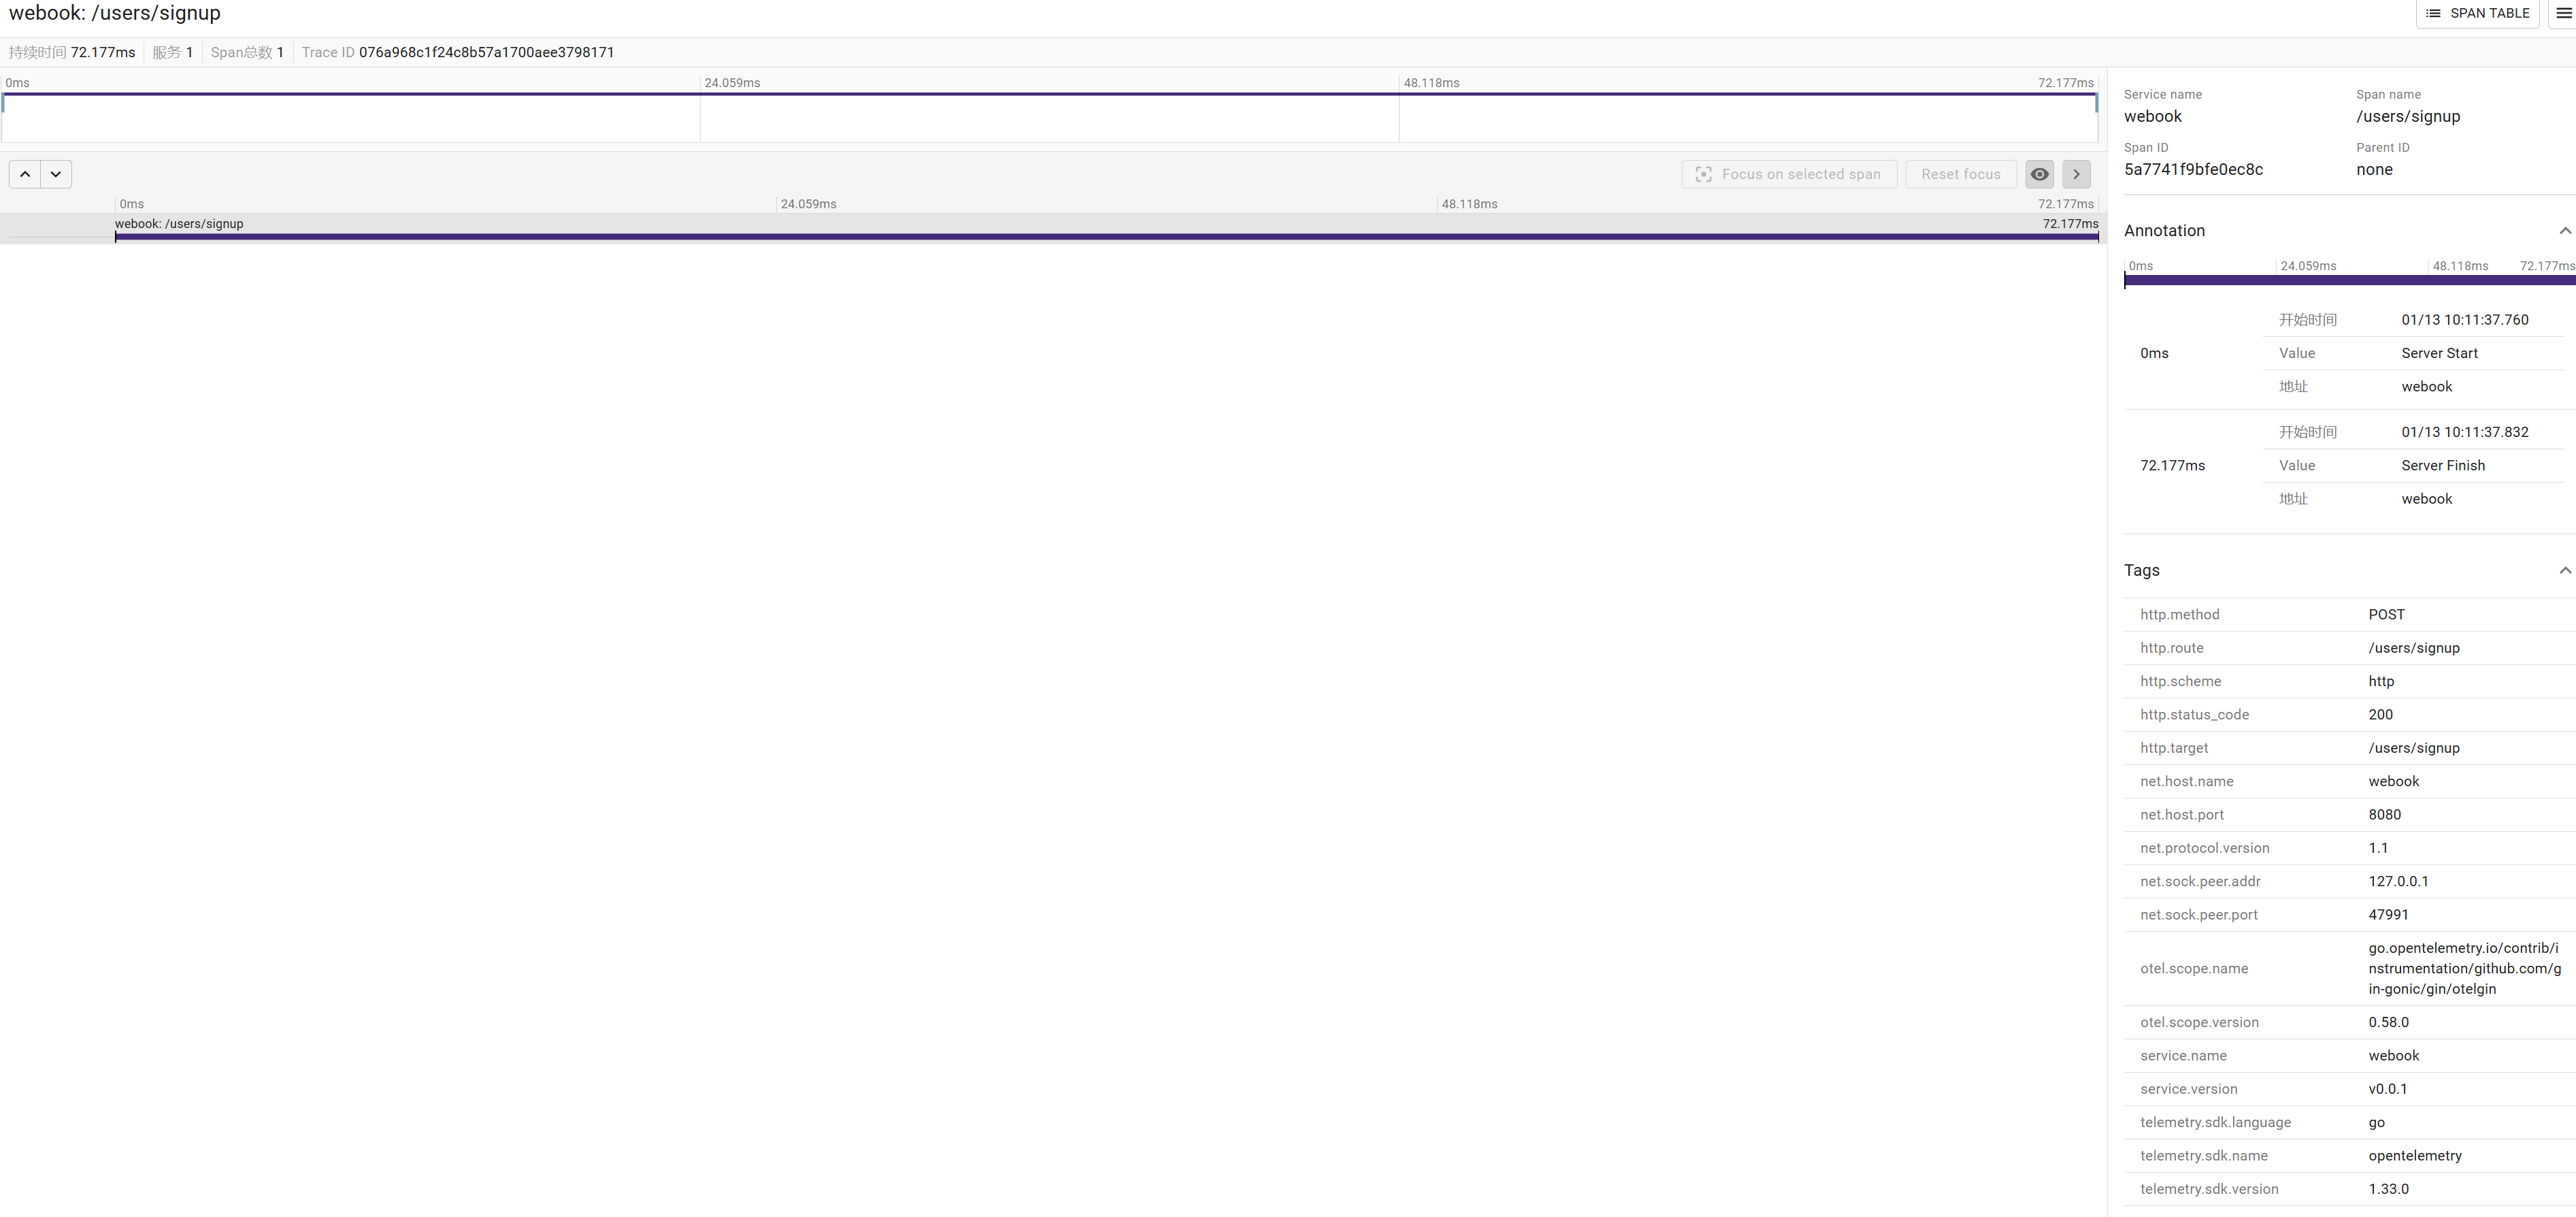 webook: /users/signup
SPAN TABLE
持续时间 72.177ms 服务 1 Span总数 1 Trace ID 076a968c1f24c8b57a1700aee3798171
0ms 24.059ms 48.118ms 72.177ms
Focus on selected span Reset focus
0ms 24.059ms 48.118ms 72.177ms
webook: /users/signup 72.177ms
Service name Span name
webook /users/signup
Span ID Parent ID
5a7741f9bfe0ec8c none
Annotation
0ms 24.059ms 48.118ms 72.177ms
开始时间 01/13 10:11:37.760
0ms Value Server Start
地址 webook
开始时间 01/13 10:11:37.832
72.177ms Value Server Finish
地址 webook
Tags
http.method POST
http.route /users/signup
http.scheme http
http.status_code 200
http.target /users/signup
net.host.name webook
net.host.port 8080
net.protocol.version 1.1
net.sock.peer.addr 127.0.0.1
net.sock.peer.port 47991
otel.scope.name go.opentelemetry.io/contrib/i
nstrumentation/github.com/g
in-gonic/gin/otelgin
otel.scope.version 0.58.0
service.name webook
service.version v0.0.1
telemetry.sdk.language go
telemetry.sdk.name opentelemetry
telemetry.sdk.version 1.33.0